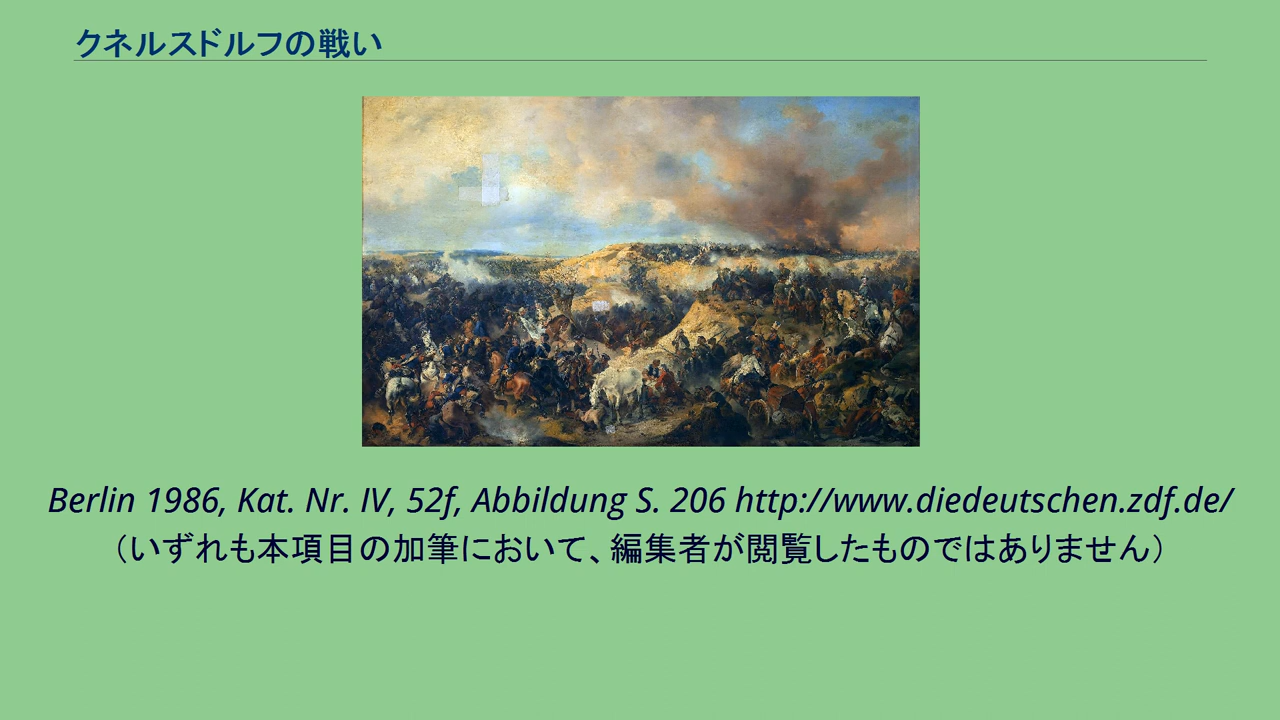 クネルスドルフの戦い
Berlin 1986, Kat. Nr. IV, 52f, Abbildung S. 206 http://www.diedeutschen.zdf.de/
（いずれも本項目の加筆において、編集者が閲覧したものではありません）